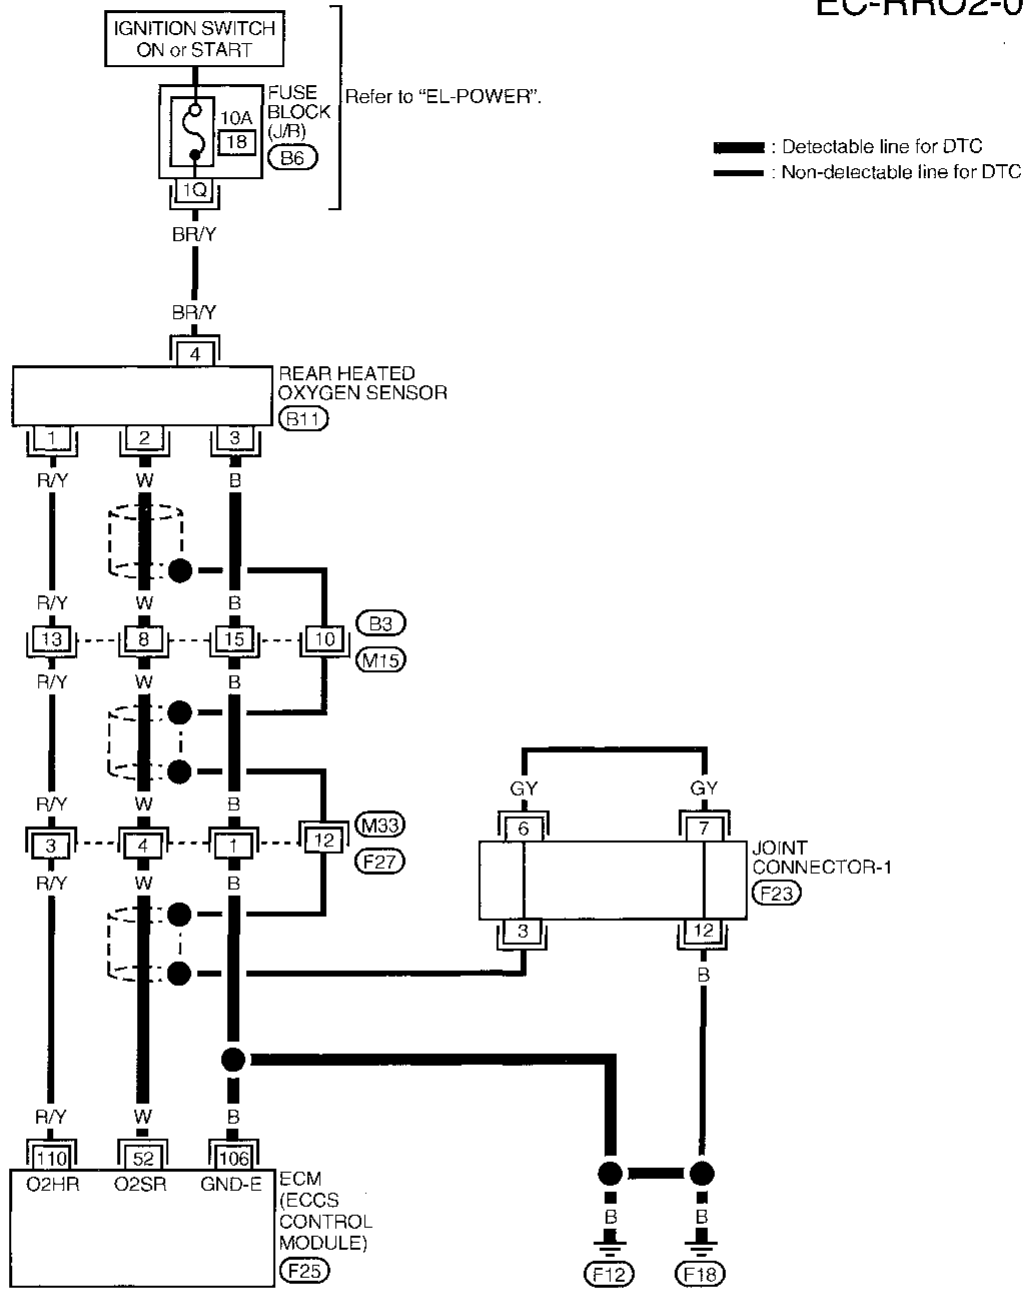 EC-RRO2-0
IGNITION SWITCH
ON or START
FUSE
BLOCK
(J/B)
B6
10A
18
1Q
Refer to "EL-POWER".
: Detectable line for DTC
: Non-detectable line for DTC
BR/Y
BR/Y
4
REAR HEATED
OXYGEN SENSOR
B11
1 2 3
R/Y W B
R/Y W B
B3
13 8 15 10
M15
R/Y W B
GY GY
R/Y W B
M33
6 7
3 4 1 12
JOINT
CONNECTOR-1
F23
F27
R/Y W B
3 12
B
R/Y W B
110 52 106
O2HR O2SR GND-E
ECM
(ECCS
CONTROL
MODULE)
F25
B B
F12 F18